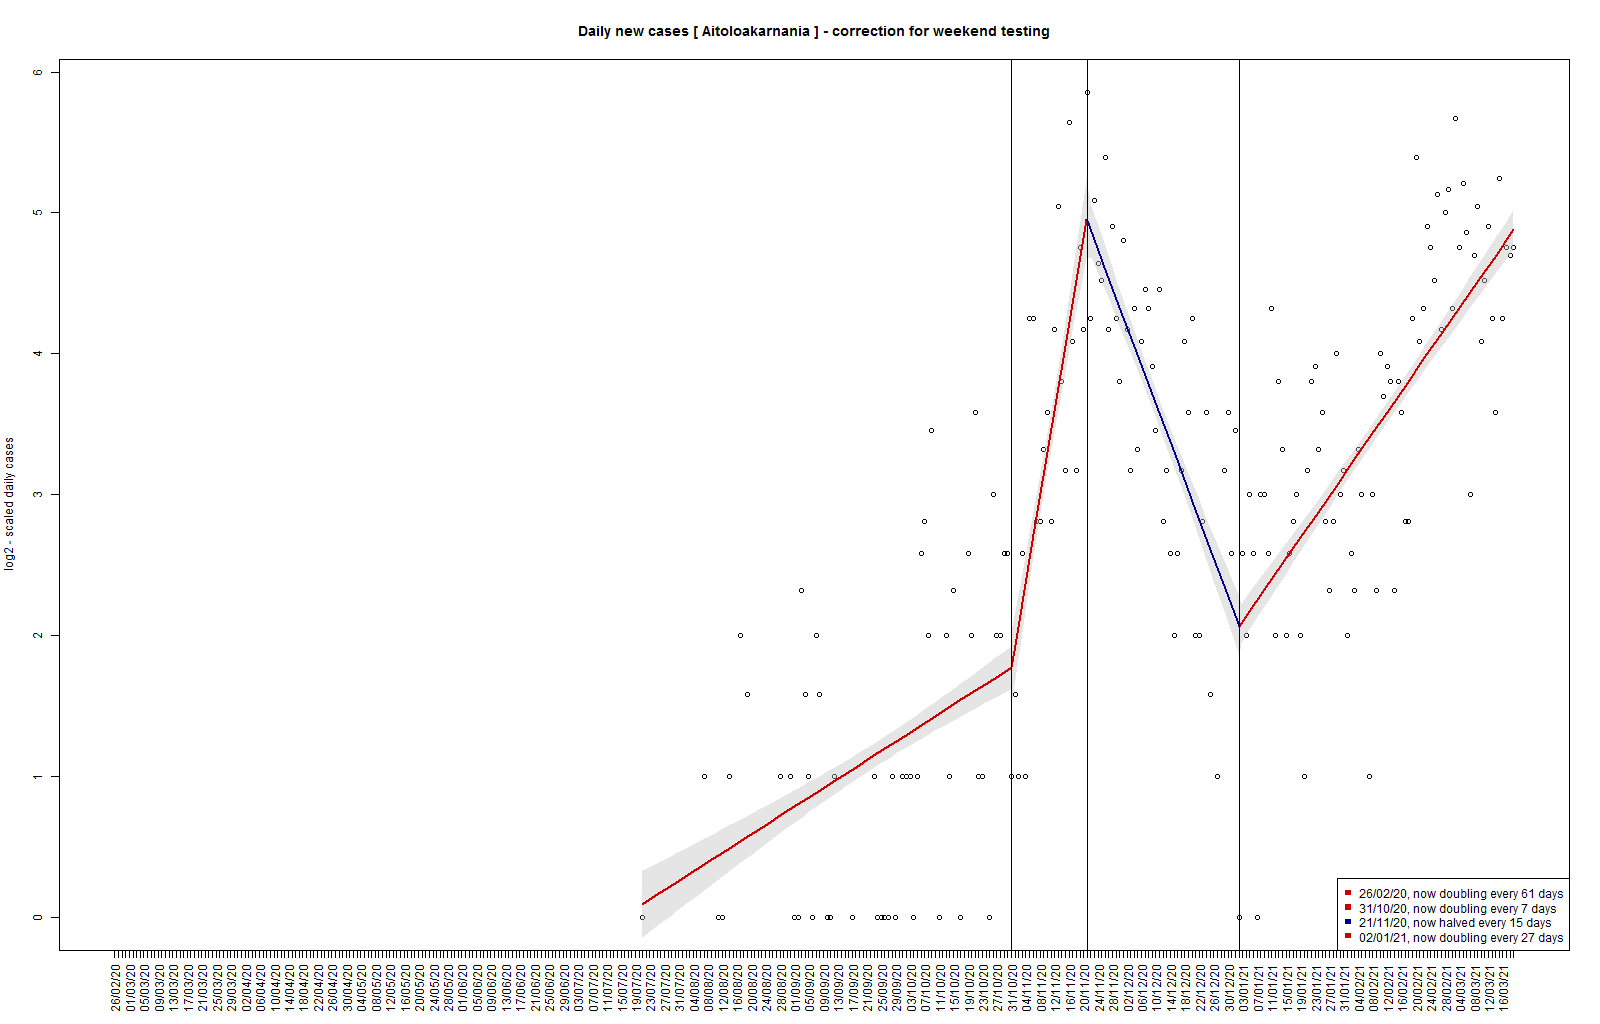 Daily new cases [ Aitoloakarnania ] - correction for weekend testing
log2 - scaled daily cases
6
5
4
3
2
1
0
26/02/20, now doubling every 61 days
31/10/20, now doubling every 7 days
21/11/20, now halved every 15 days
02/01/21, now doubling every 27 days
26/02/20 01/03/20 05/03/20 09/03/20 13/03/20 17/03/20 21/03/20 25/03/20 29/03/20 02/04/20 06/04/20 10/04/20 14/04/20 18/04/20 22/04/20 26/04/20 30/04/20 04/05/20 08/05/20 12/05/20 16/05/20 20/05/20 24/05/20 28/05/20 01/06/20 05/06/20 09/06/20 13/06/20 17/06/20 21/06/20 25/06/20 29/06/20 03/07/20 07/07/20 11/07/20 15/07/20 19/07/20 23/07/20 27/07/20 31/07/20 04/08/20 08/08/20 12/08/20 16/08/20 20/08/20 24/08/20 28/08/20 01/09/20 05/09/20 09/09/20 13/09/20 17/09/20 21/09/20 25/09/20 29/09/20 03/10/20 07/10/20 11/10/20 15/10/20 19/10/20 23/10/20 27/10/20 31/10/20 04/11/20 08/11/20 12/11/20 16/11/20 20/11/20 24/11/20 28/11/20 02/12/20 06/12/20 10/12/20 14/12/20 18/12/20 22/12/20 26/12/20 30/12/20 03/01/21 07/01/21 11/01/21 15/01/21 19/01/21 23/01/21 27/01/21 31/01/21 04/02/21 08/02/21 12/02/21 16/02/21 20/02/21 24/02/21 28/02/21 04/03/21 08/03/21 12/03/21 16/03/21